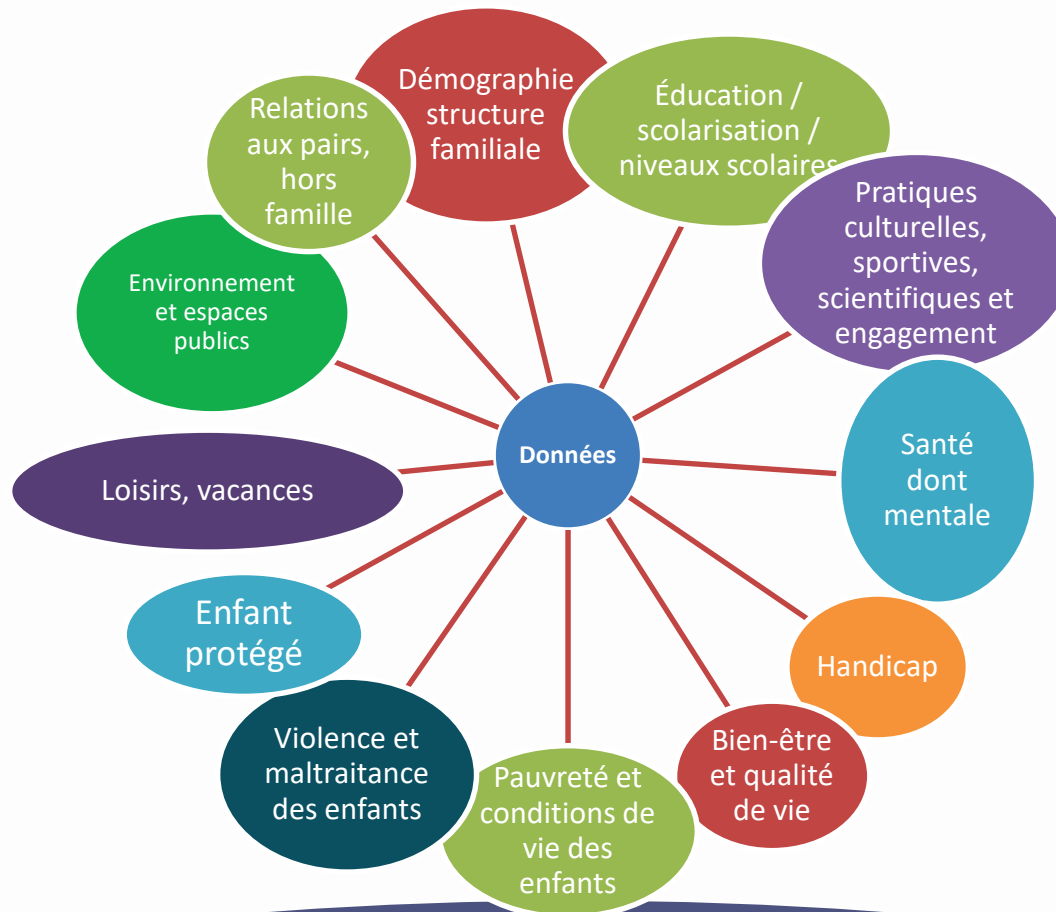 Démographie
structure
familiale
Éducation /
scolarisation /
niveaux scolaires
Pratiques
culturelles,
sportives,
scientifiques et
engagement
Santé
dont
mentale
Handicap
Bien-être
et qualité
de vie
Pauvreté et
conditions de
vie des
enfants
Violence et
maltraitance
des enfants
Enfant
protégé
Loisirs, vacances
Environnement
et espaces
publics
Relations
aux pairs,
hors
famille
Données